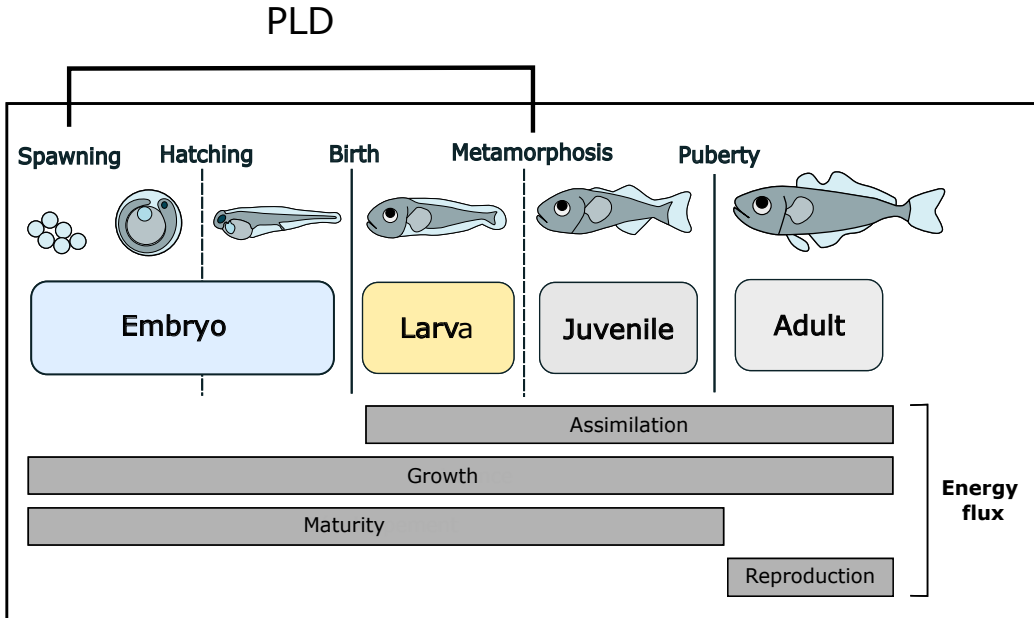 PLD
Spawning Hatching Birth Metamorphosis Puberty
Embryo Larva Juvenile Adult
Assimilation
Growth
Maturity
Reproduction
Energy
flux